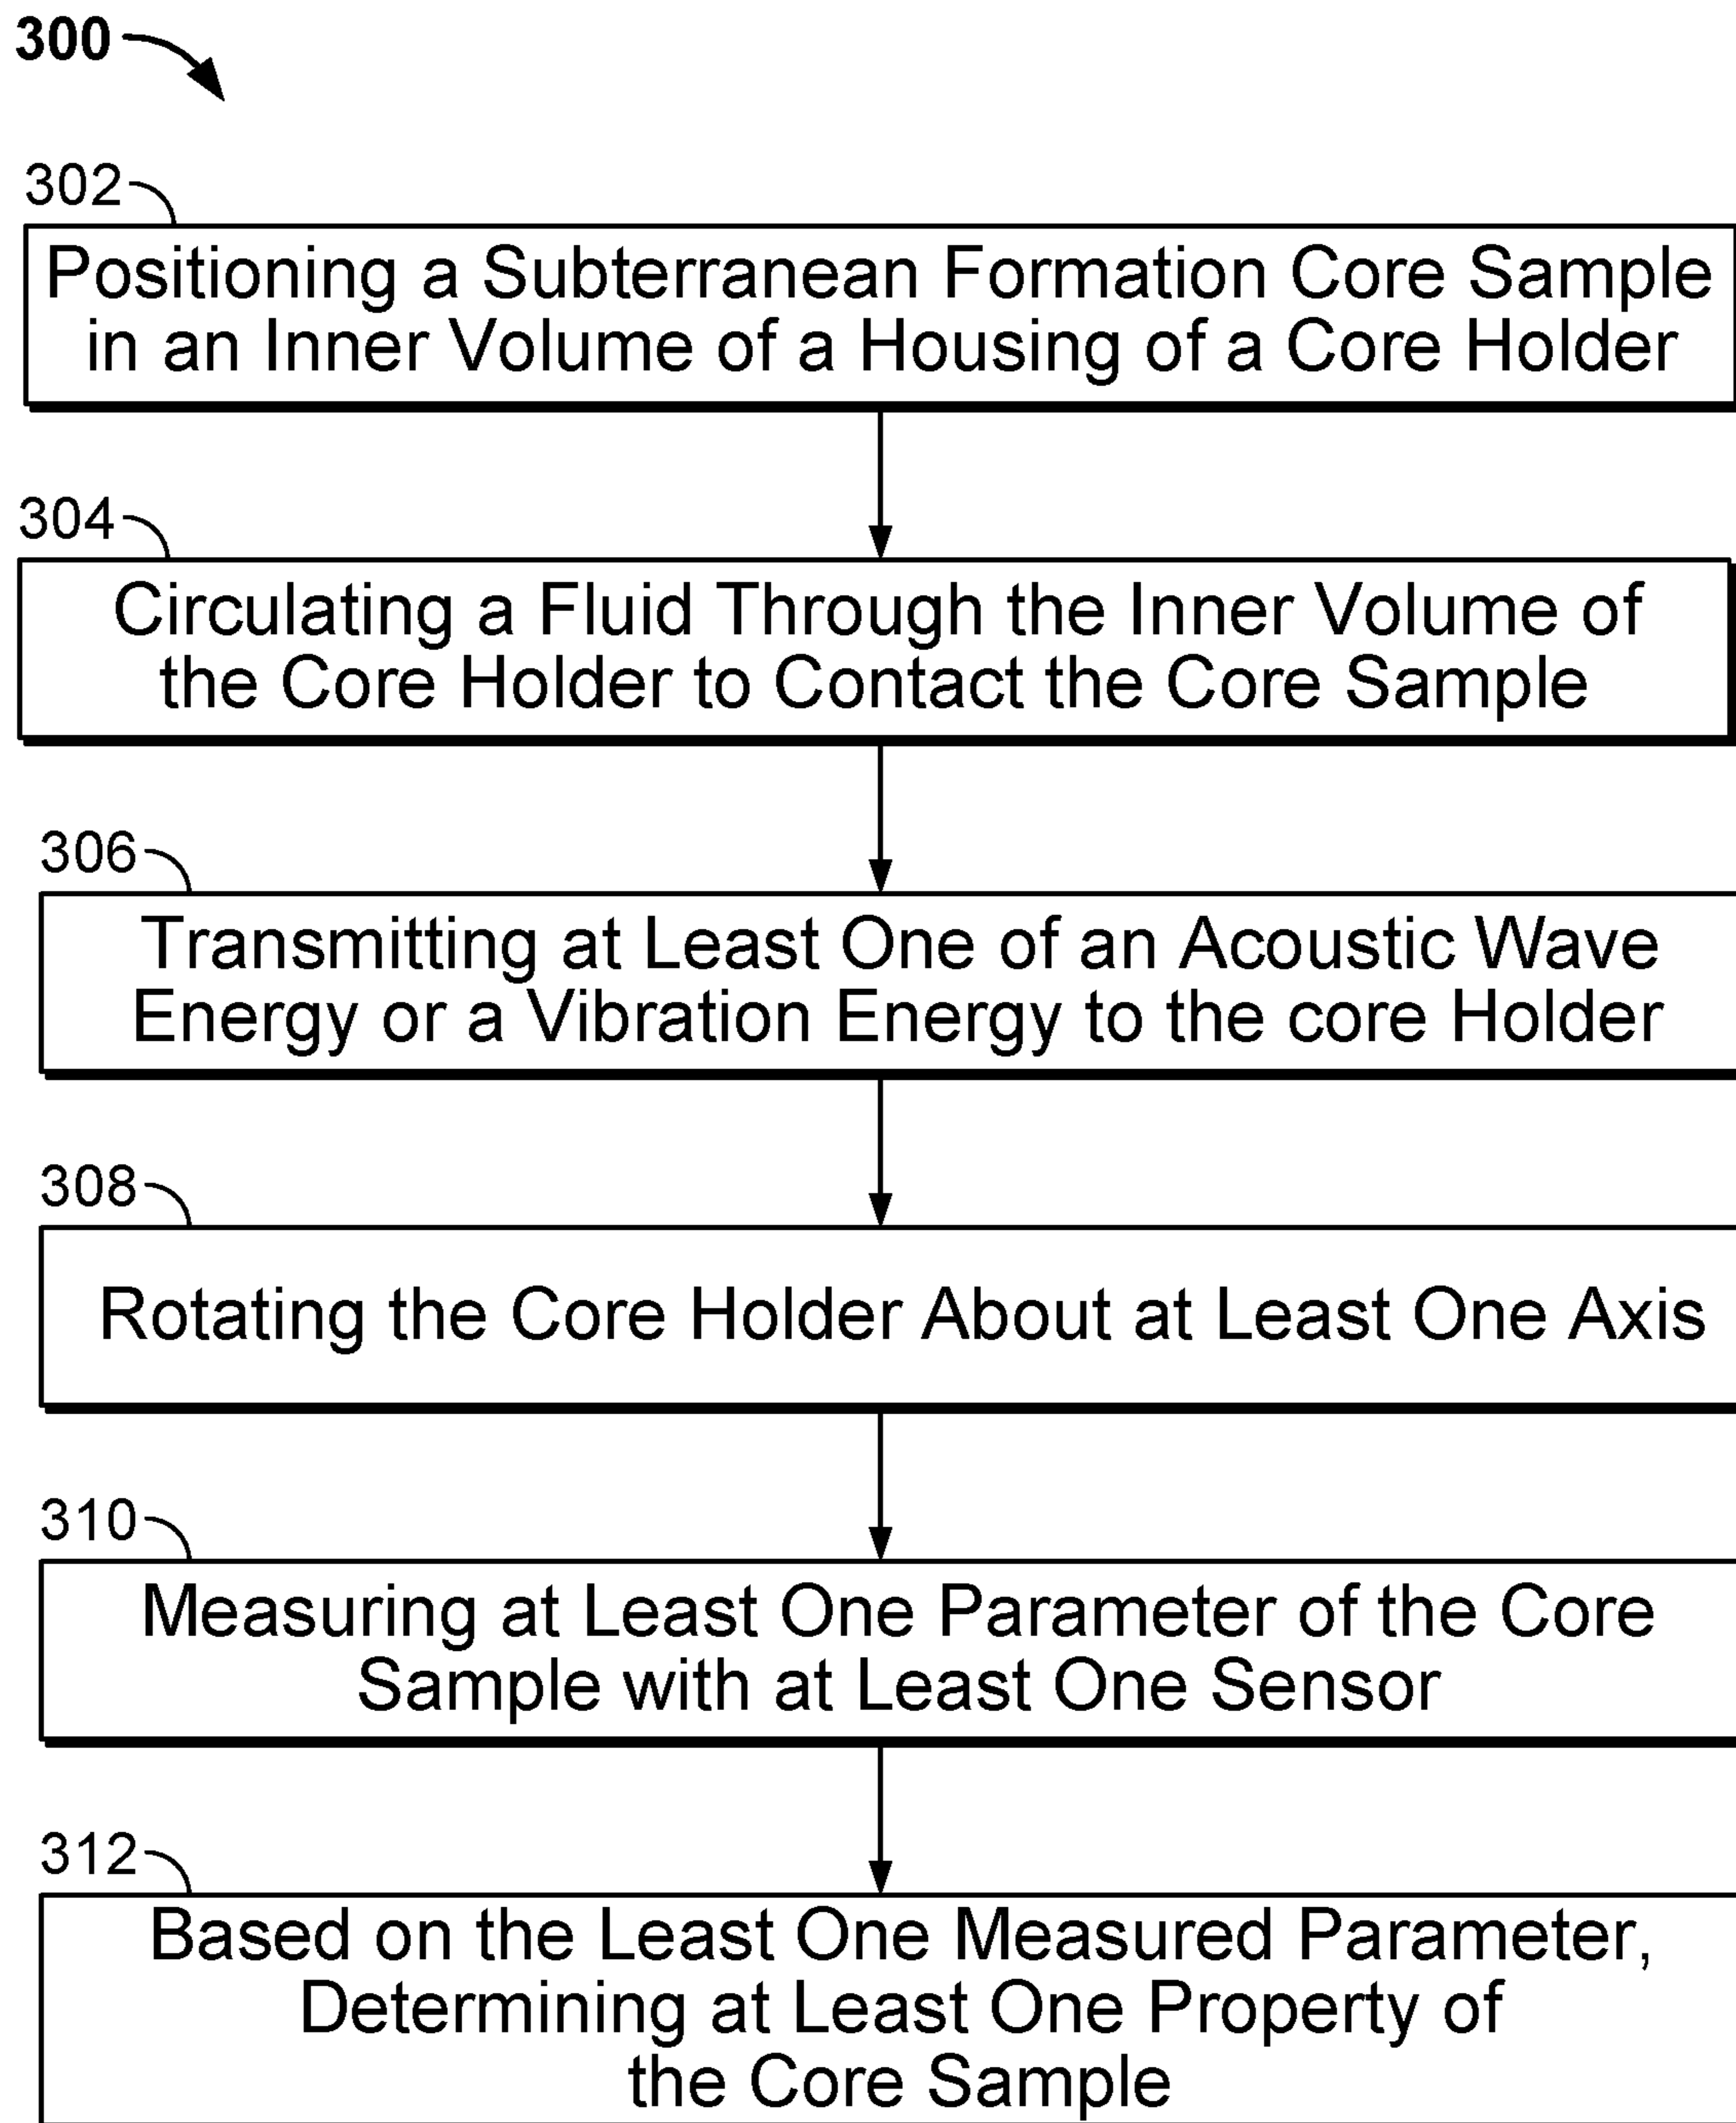 300
302
Positioning a Subterranean Formation Core Sample
in an Inner Volume of a Housing of a Core Holder
304
Circulating a Fluid Through the Inner Volume of
the Core Holder to Contact the Core Sample
306
Transmitting at Least One of an Acoustic Wave
Energy or a Vibration Energy to the core Holder
308
Rotating the Core Holder About at Least One Axis
310
Measuring at Least One Parameter of the Core
Sample with at Least One Sensor
312
Based on the Least One Measured Parameter,
Determining at Least One Property of
the Core Sample